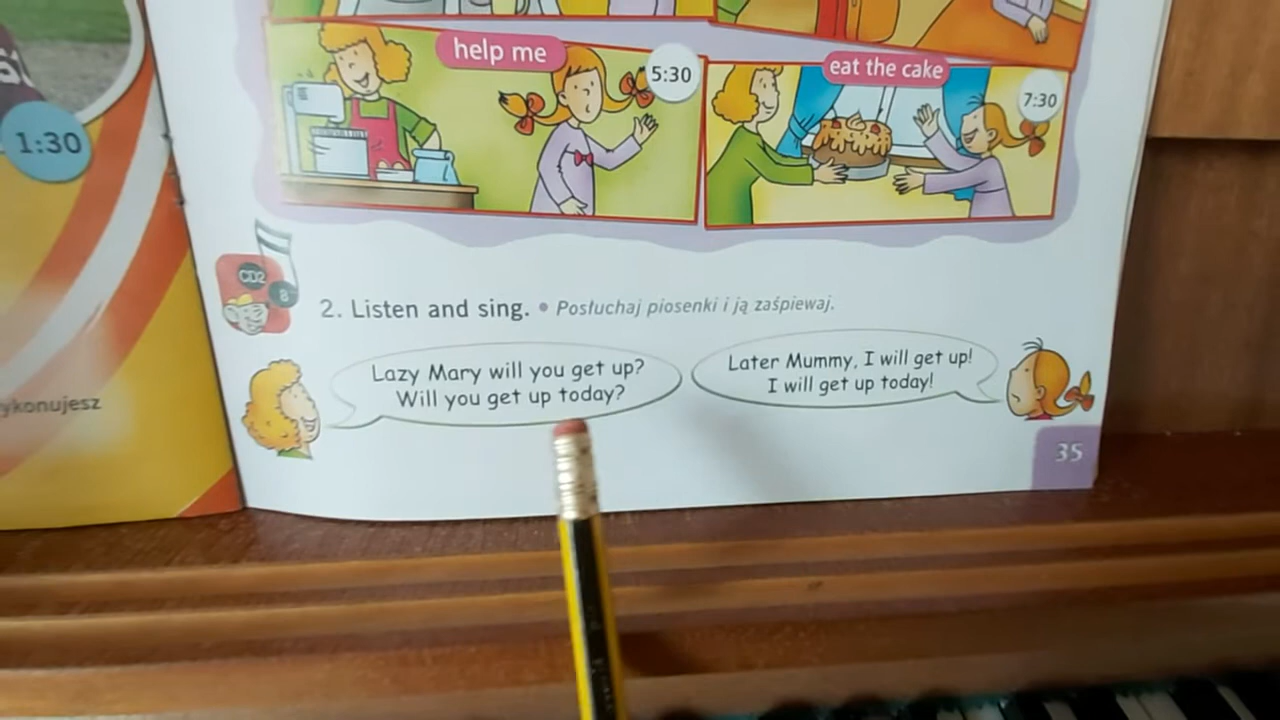 help me
5:30
eat the cake
7:30
1:30
CD2
8
2. Listen and sing. • Posłuchaj piosenki i ją zaśpiewaj.
Lazy Mary will you get up?
Will you get up today?
Later Mummy, I will get up!
I will get up today!
ykonujesz
35